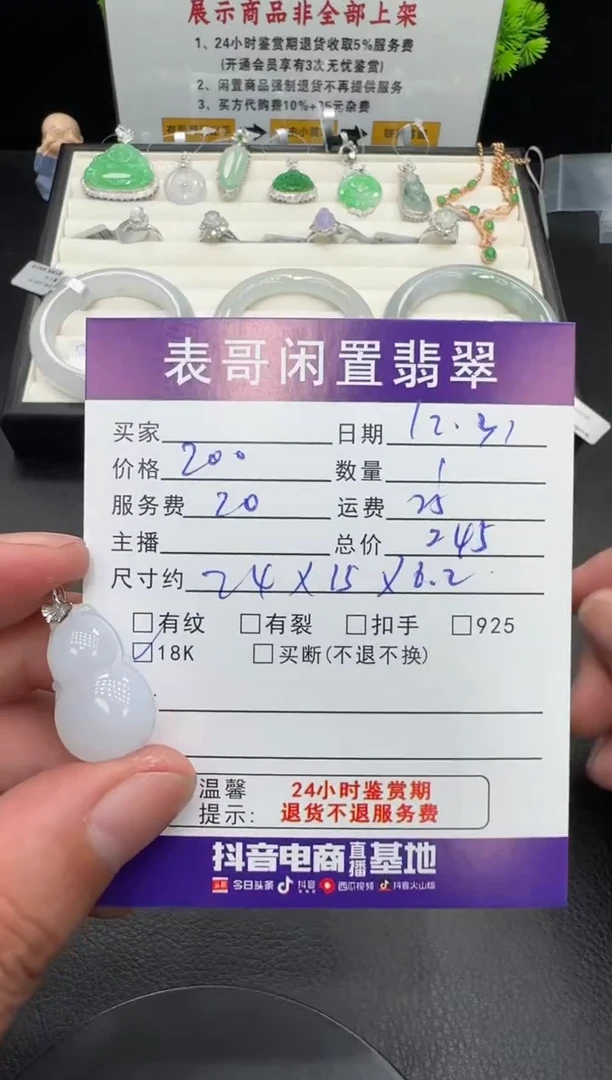 展示商品非全部上架
1、24小时鉴赏期退货收取5%服务费
(开通会员享有3次无忧鉴赏)
2、闲置商品强制退货不再提供服务
3、买方代购费10%+25元杂费
表哥闲置翡翠
买家 日期 12.31
价格 200 数量 1
服务费 20 运费 25
主播 总价 245
尺寸约 24X15X6.2
□有纹 □有裂 □扣手 □925
☑18K □买断(不退不换)
温馨 24小时鉴赏期
提示: 退货不退服务费
抖音电商直播基地
头条 今日头条 抖音 西瓜视频 抖音火山版